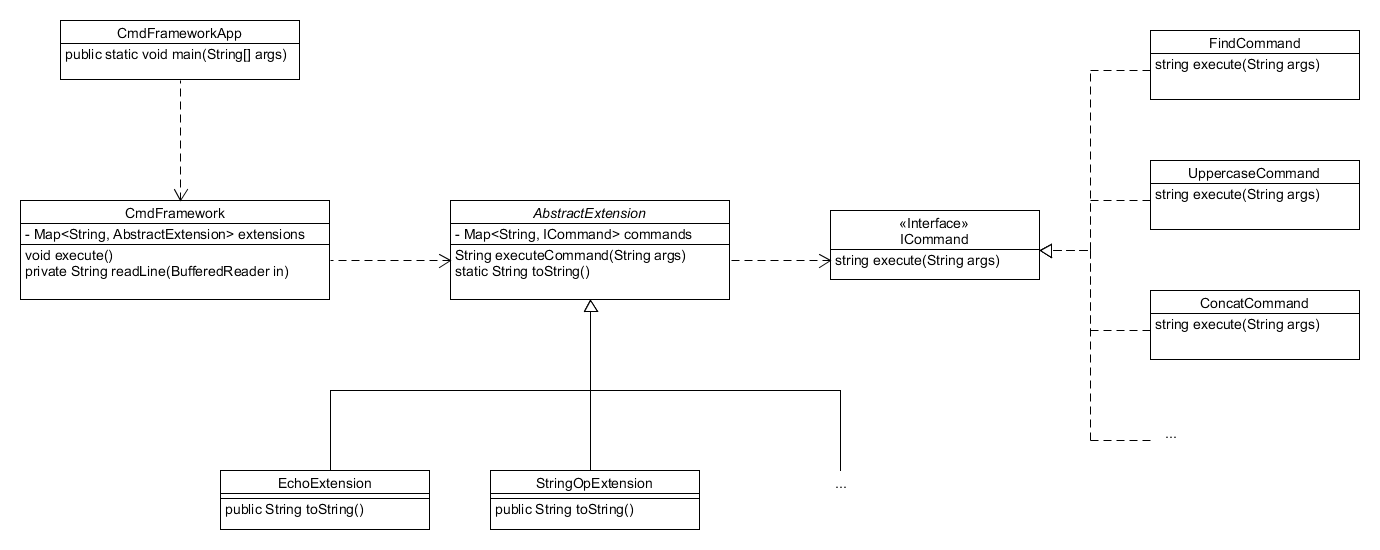 CmdFrameworkApp
public static void main(String[] args)
CmdFramework
- Map<String, AbstractExtension> extensions
void execute()
private String readLine(BufferedReader in)
AbstractExtension
- Map<String, ICommand> commands
String executeCommand(String args)
static String toString()
«Interface»
ICommand
string execute(String args)
FindCommand
string execute(String args)
UppercaseCommand
string execute(String args)
ConcatCommand
string execute(String args)
...
EchoExtension
public String toString()
StringOpExtension
public String toString()
...